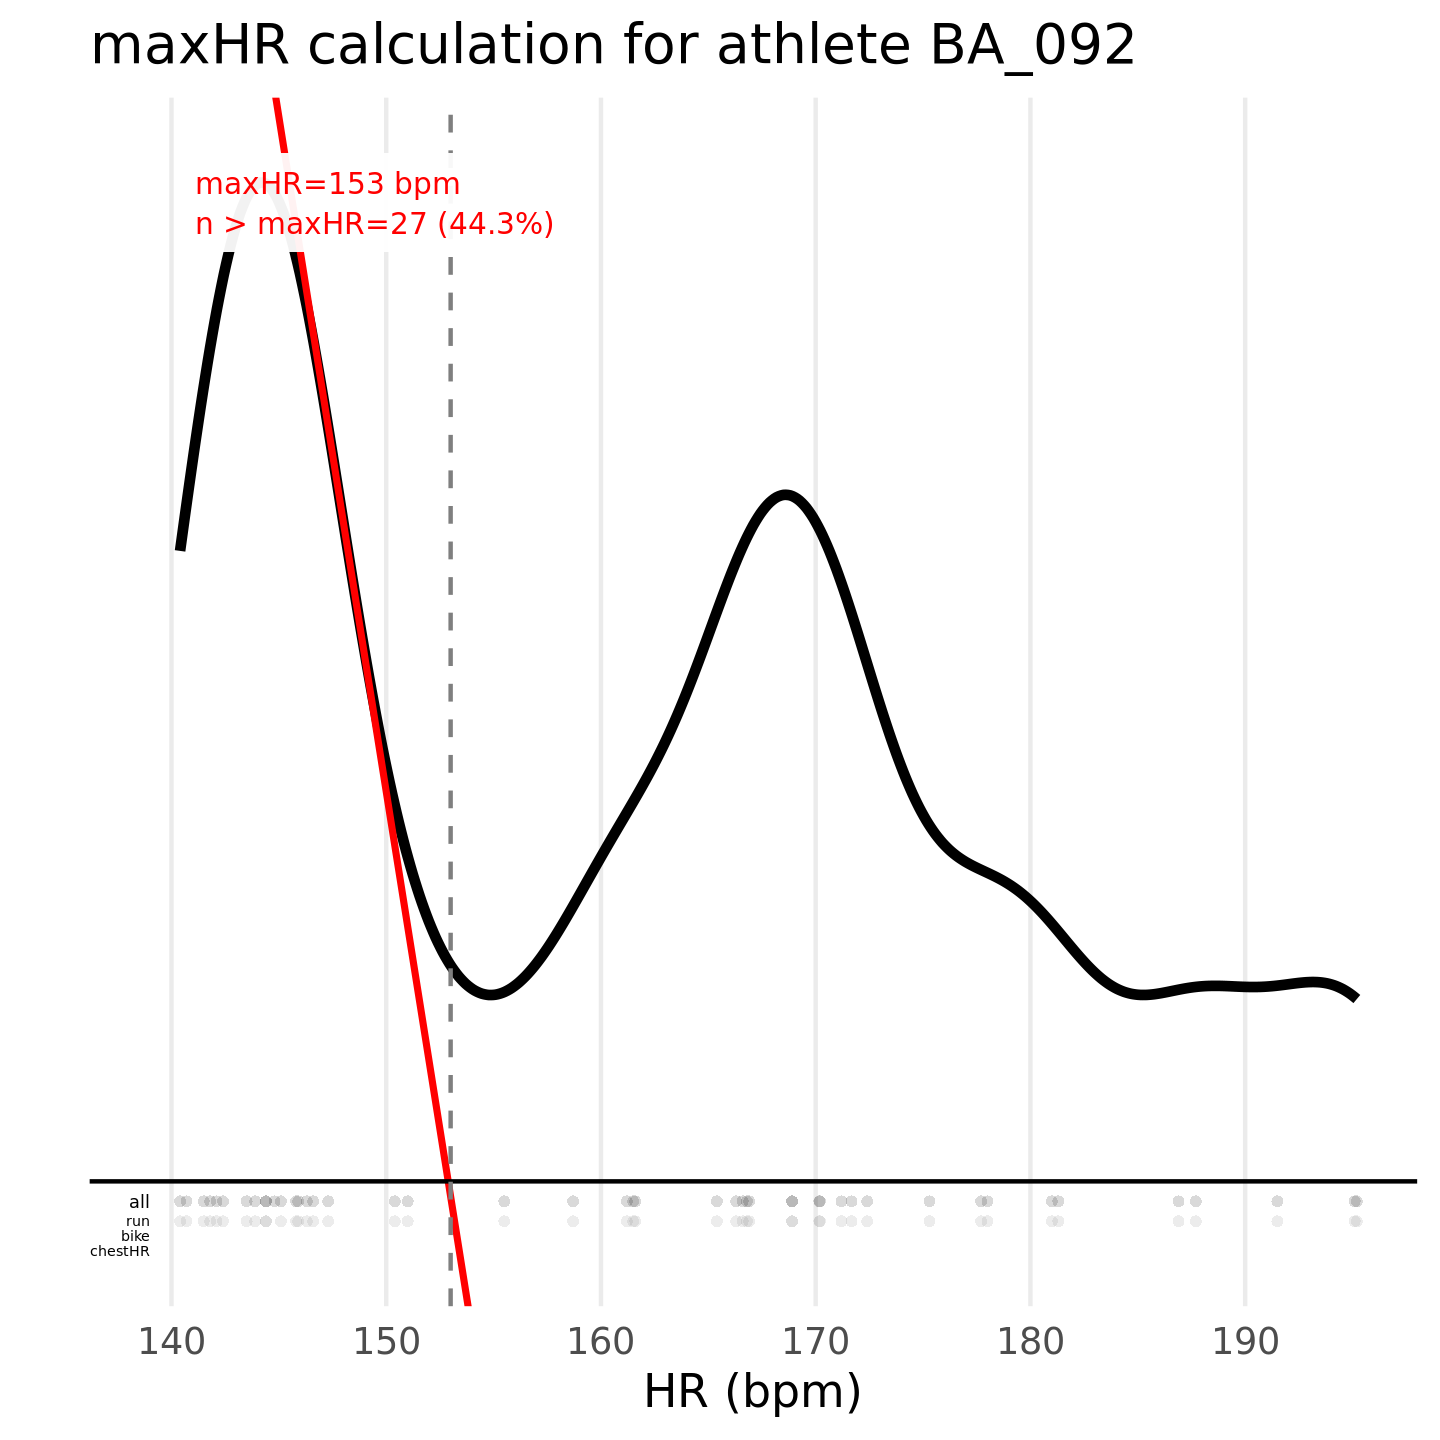 maxHR calculation for athlete BA_092
maxHR=153 bpm
n > maxHR=27 (44.3%)
all
run
bike
chestHR
140 150 160 170 180 190
HR (bpm)